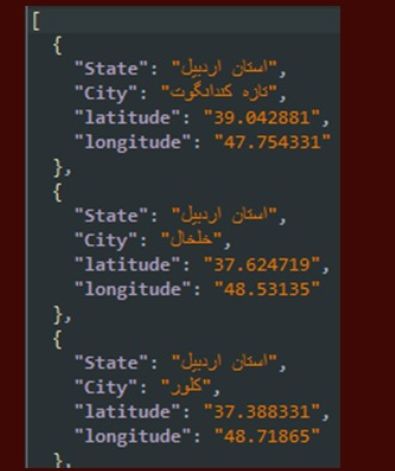 [
{
"State": "استان اردبیل",
"City": "تازه کندانگوت",
"latitude": "39.042881",
"longitude": "47.754331"
},
{
"State": "استان اردبیل",
"City": "خلخال",
"latitude": "37.624719",
"longitude": "48.53135"
},
{
"State": "استان اردبیل",
"City": "کلور",
"latitude": "37.388331",
"longitude": "48.71865"
},